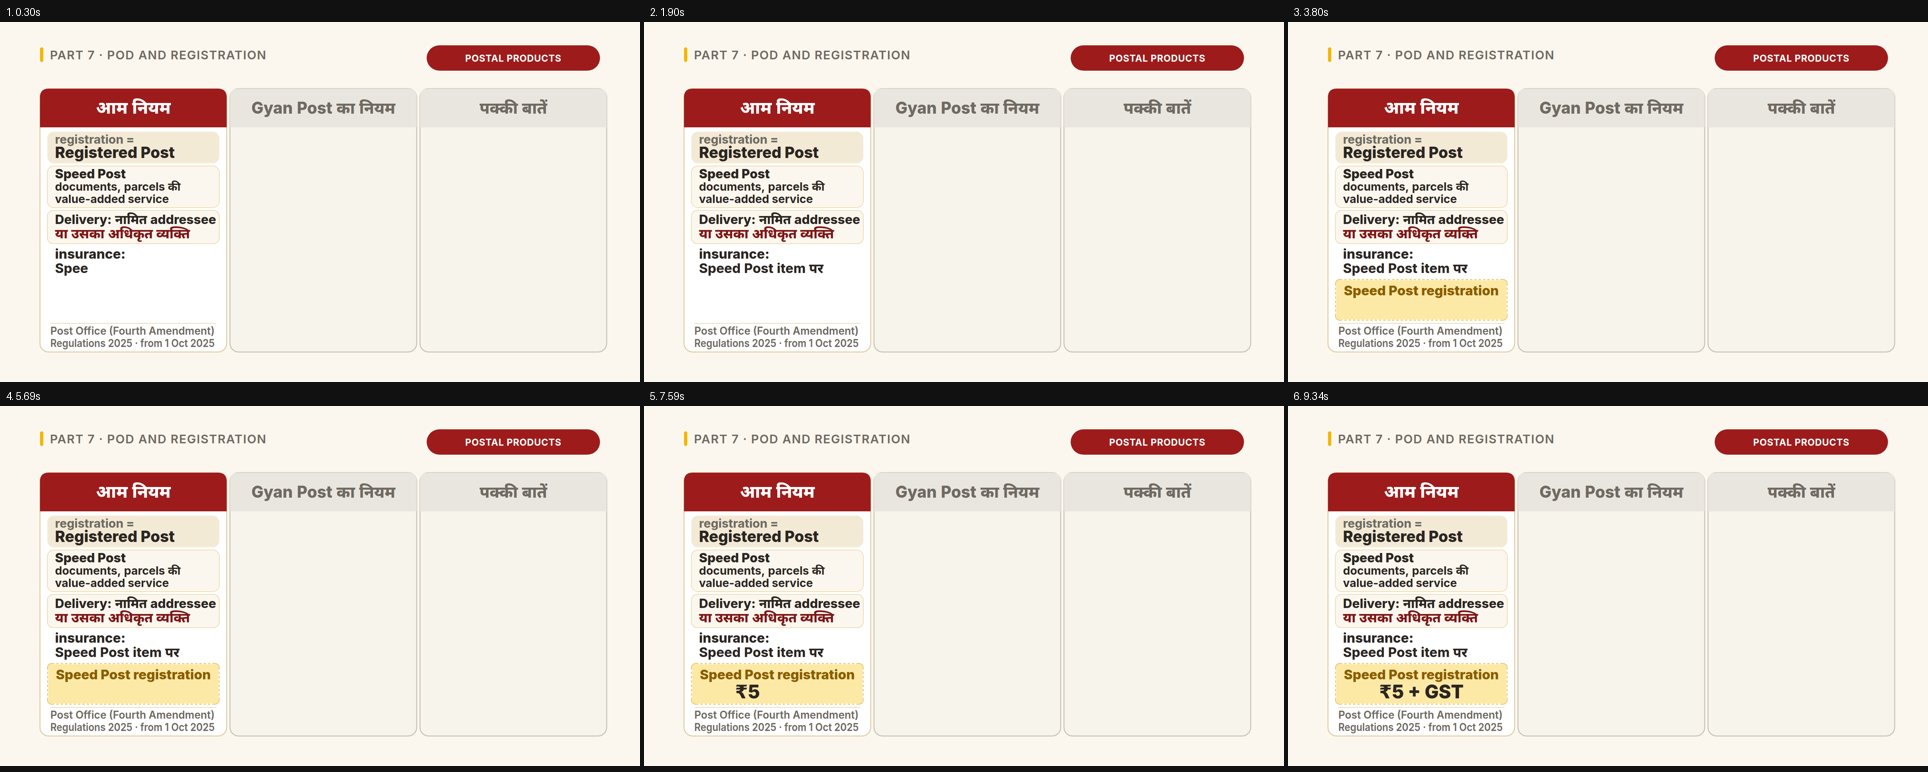 1. 0.30s
PART 7 · POD AND REGISTRATION
POSTAL PRODUCTS
आम नियम
Gyan Post का नियम
पक्की बातें
registration =
Registered Post
Speed Post
documents, parcels की
value-added service
Delivery: नामित addressee
या उसका अधिकृत व्यक्ति
insurance:
Spee
Post Office (Fourth Amendment)
Regulations 2025 · from 1 Oct 2025
2. 1.90s
PART 7 · POD AND REGISTRATION
POSTAL PRODUCTS
आम नियम
Gyan Post का नियम
पक्की बातें
registration =
Registered Post
Speed Post
documents, parcels की
value-added service
Delivery: नामित addressee
या उसका अधिकृत व्यक्ति
insurance:
Speed Post item पर
Post Office (Fourth Amendment)
Regulations 2025 · from 1 Oct 2025
3. 3.80s
PART 7 · POD AND REGISTRATION
POSTAL PRODUCTS
आम नियम
Gyan Post का नियम
पक्की बातें
registration =
Registered Post
Speed Post
documents, parcels की
value-added service
Delivery: नामित addressee
या उसका अधिकृत व्यक्ति
insurance:
Speed Post item पर
Speed Post registration
Post Office (Fourth Amendment)
Regulations 2025 · from 1 Oct 2025
4. 5.69s
PART 7 · POD AND REGISTRATION
POSTAL PRODUCTS
आम नियम
Gyan Post का नियम
पक्की बातें
registration =
Registered Post
Speed Post
documents, parcels की
value-added service
Delivery: नामित addressee
या उसका अधिकृत व्यक्ति
insurance:
Speed Post item पर
Speed Post registration
Post Office (Fourth Amendment)
Regulations 2025 · from 1 Oct 2025
5. 7.59s
PART 7 · POD AND REGISTRATION
POSTAL PRODUCTS
आम नियम
Gyan Post का नियम
पक्की बातें
registration =
Registered Post
Speed Post
documents, parcels की
value-added service
Delivery: नामित addressee
या उसका अधिकृत व्यक्ति
insurance:
Speed Post item पर
Speed Post registration
₹5
Post Office (Fourth Amendment)
Regulations 2025 · from 1 Oct 2025
6. 9.34s
PART 7 · POD AND REGISTRATION
POSTAL PRODUCTS
आम नियम
Gyan Post का नियम
पक्की बातें
registration =
Registered Post
Speed Post
documents, parcels की
value-added service
Delivery: नामित addressee
या उसका अधिकृत व्यक्ति
insurance:
Speed Post item पर
Speed Post registration
₹5 + GST
Post Office (Fourth Amendment)
Regulations 2025 · from 1 Oct 2025